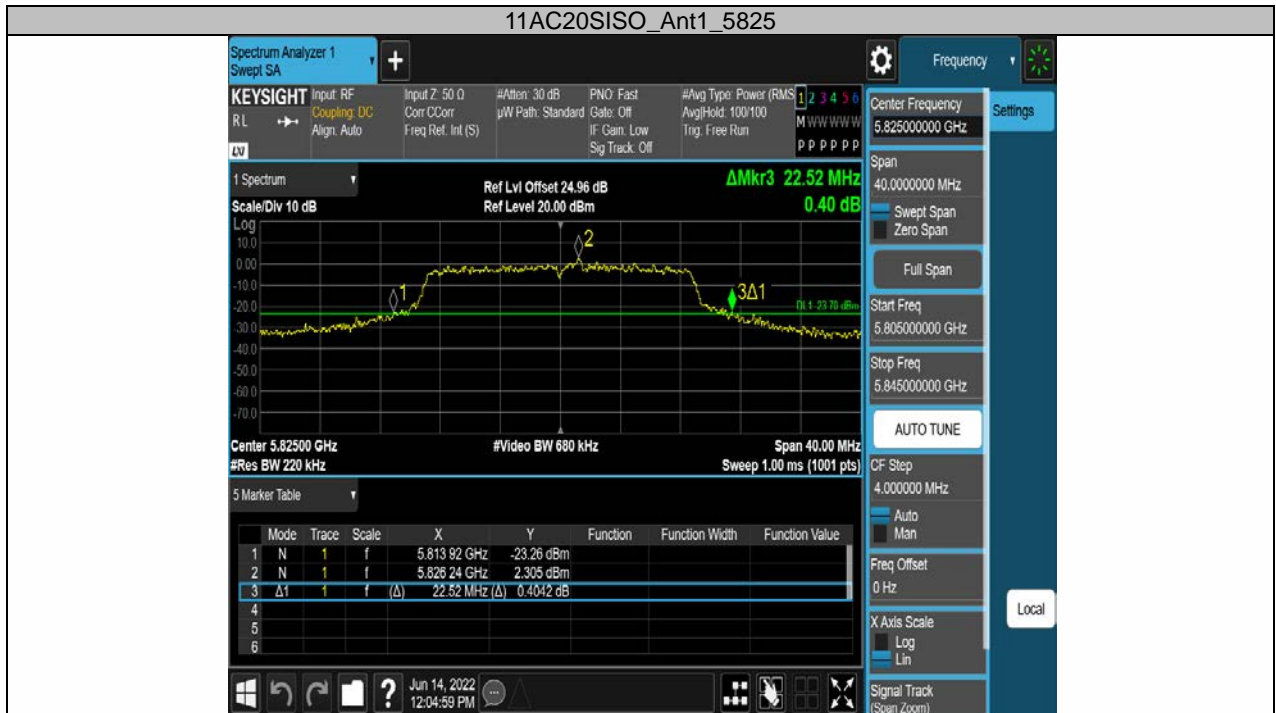 11AC20SISO_Ant1_5825
Spectrum Analyzer 1
Swept SA
+
Frequency
KEYSIGHT
RL
LXI
Input: RF
Coupling: DC
Align: Auto
Input Z: 50 Ω
Corr CCorr
Freq Ref: Int (S)
#Atten: 30 dB
µW Path: Standard
PNO: Fast
Gate: Off
IF Gain: Low
Sig Track: Off
#Avg Type: Power (RMS
Avg|Hold: 100/100
Trig: Free Run
1 2 3 4 5 6
M W W W W W
P P P P P P
1 Spectrum
Scale/Div 10 dB
Ref Lvl Offset 24.96 dB
Ref Level 20.00 dBm
ΔMkr3 22.52 MHz
0.40 dB
Log
10.0
0.00
-10.0
-20.0
-30.0
-40.0
-50.0
-60.0
-70.0
1
2
3Δ1
DL1 -23.70 dBm
Center 5.82500 GHz
#Video BW 680 kHz
Span 40.00 MHz
#Res BW 220 kHz
Sweep 1.00 ms (1001 pts)
5 Marker Table
Mode Trace Scale X Y Function Function Width Function Value
1 N 1 f 5.813 92 GHz -23.26 dBm
2 N 1 f 5.826 24 GHz 2.305 dBm
3 Δ1 1 f (Δ) 22.52 MHz (Δ) 0.4042 dB
4
5
6
?
Jun 14, 2022
12:04:59 PM
Center Frequency
5.825000000 GHz
Settings
Span
40.0000000 MHz
Swept Span
Zero Span
Full Span
Start Freq
5.805000000 GHz
Stop Freq
5.845000000 GHz
AUTO TUNE
CF Step
4.000000 MHz
Auto
Man
Freq Offset
0 Hz
X Axis Scale
Log
Lin
Local
Signal Track
(Span Zoom)